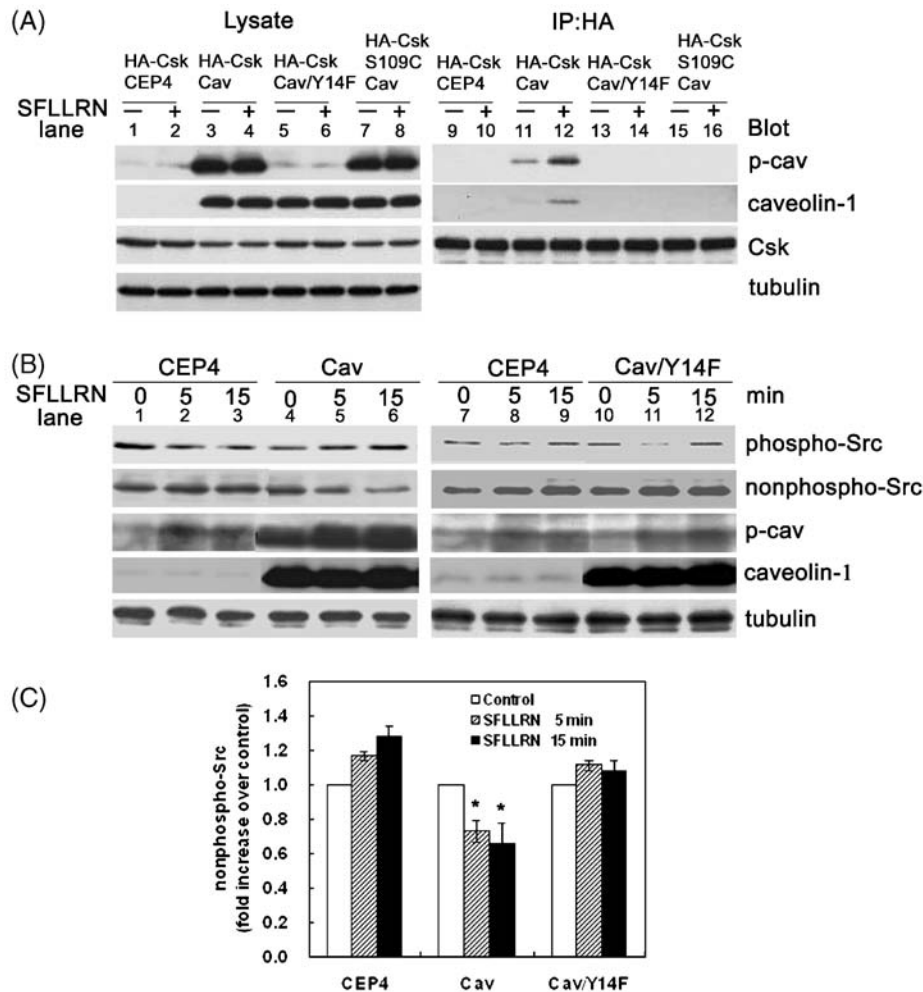 (A)
Lysate
IP:HA
HA-Csk CEP4
HA-Csk Cav
HA-Csk Cav/Y14F
HA-Csk S109C Cav
HA-Csk CEP4
HA-Csk Cav
HA-Csk Cav/Y14F
HA-Csk S109C Cav
SFLLRN − + − + − + − + − + − + − + − +
lane 1 2 3 4 5 6 7 8 9 10 11 12 13 14 15 16 Blot
p-cav
caveolin-1
Csk
tubulin
(B)
CEP4 Cav CEP4 Cav/Y14F
SFLLRN 0 5 15 0 5 15 0 5 15 0 5 15 min
lane 1 2 3 4 5 6 7 8 9 10 11 12
phospho-Src
nonphospho-Src
p-cav
caveolin-1
tubulin
(C)
nonphospho-Src
(fold increase over control)
1.6
1.4
1.2
1.0
0.8
0.6
0.4
0.2
0.0
Control
SFLLRN 5 min
SFLLRN 15 min
* *
CEP4 Cav Cav/Y14F